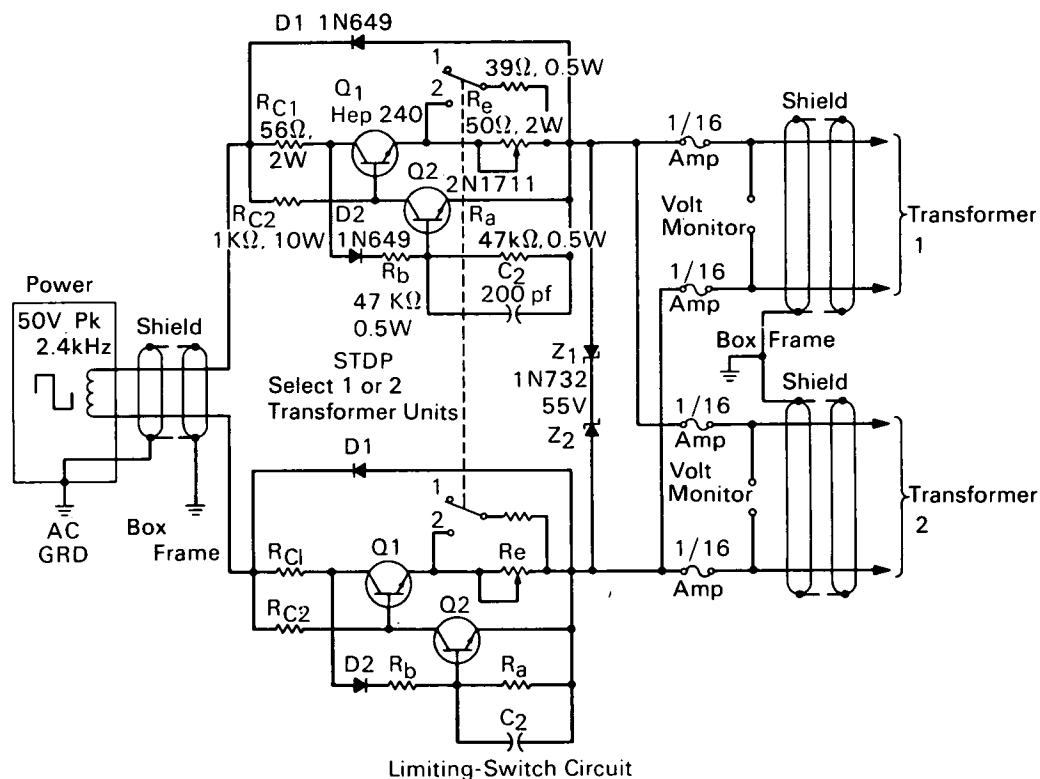 D1 1N649
1
39Ω, 0.5W
2
Re
Q1
Hep 240
RC1
56Ω,
2W
50Ω, 2W
Q2
2N1711
RC2
1KΩ, 10W
D2
1N649
Ra
47kΩ, 0.5W
Rb
47 KΩ
0.5W
C2
200 pf
1/16
Amp
Shield
Volt
Monitor
Transformer
1
1/16
Amp
Power
50V Pk
2.4kHz
Shield
AC
GRD
Box
Frame
STDP
Select 1 or 2
Transformer Units
Z1
1N732
55V
Z2
Box Frame
Shield
1/16
Amp
Volt
Monitor
Transformer
2
1/16
Amp
D1
1
2
RCl
Q1
Re
RC2
Q2
D2
Rb
Ra
C2
Limiting-Switch Circuit